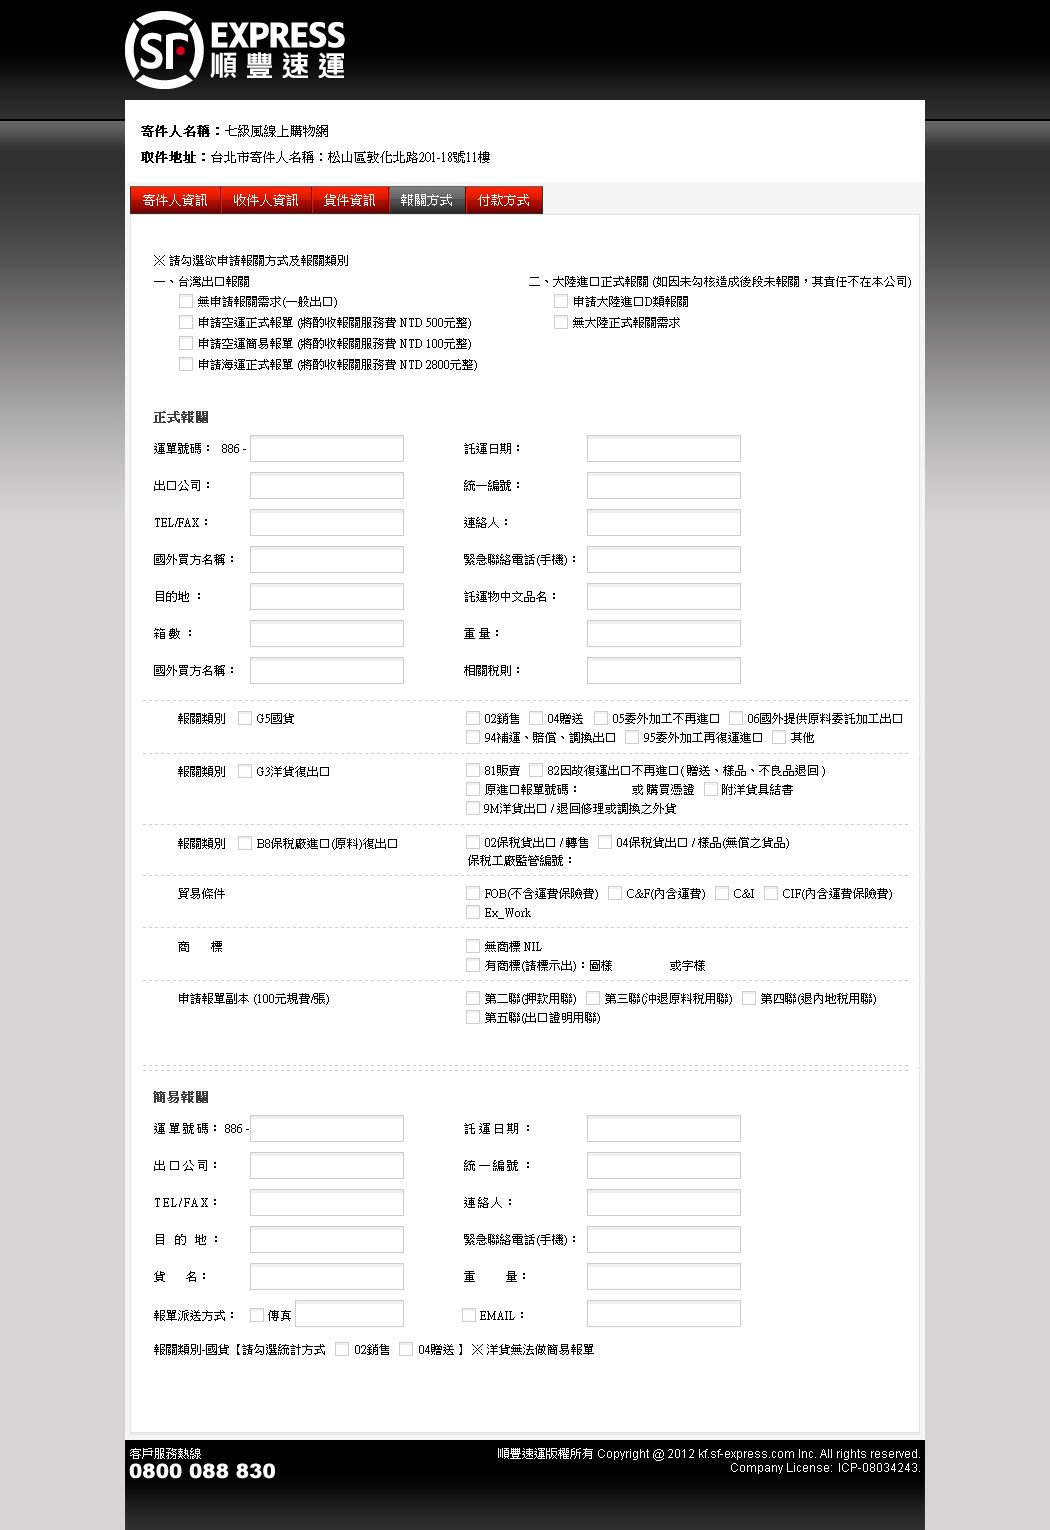 SF EXPRESS
順豐速運
寄件人名稱：七級風線上購物網
取件地址：台北市寄件人名稱：松山區敦化北路201-18號11樓
寄件人資訊 收件人資訊 貨件資訊 報關方式 付款方式
※ 請勾選欲申請報關方式及報關類別
一、台灣出口報關
無申請報關需求(一般出口)
申請空運正式報單 (將酌收報關服務費 NTD 500元整)
申請空運簡易報單 (將酌收報關服務費 NTD 100元整)
申請海運正式報單 (將酌收報關服務費 NTD 2800元整)
二、大陸進口正式報關 (如因未勾核造成後段未報關，其責任不在本公司)
申請大陸進口D類報關
無大陸正式報關需求
正式報關
運單號碼： 886 - 託運日期：
出口公司： 統一編號：
TEL/FAX： 連絡人：
國外買方名稱： 緊急聯絡電話(手機)：
目的地 ： 託運物中文品名：
箱 數 ： 重 量：
國外買方名稱： 相關稅則：
報關類別 G5國貨 02銷售 04贈送 05委外加工不再進口 06國外提供原料委託加工出口
94補運、賠償、調換出口 95委外加工再復運進口 其他
報關類別 G3洋貨復出口 81販賣 82因故復運出口不再進口( 贈送、樣品、不良品退回 )
原進口報單號碼： 或 購買憑證 附洋貨具結書
9M洋貨出口 / 退回修理或調換之外貨
報關類別 B8保稅廠進口(原料)復出口 02保稅貨出口 / 轉售 04保稅貨出口 / 樣品(無償之貨品)
保稅工廠監管編號：
貿易條件 FOB(不含運費保險費) C&F(內含運費) C&I CIF(內含運費保險費)
Ex_Work
商 標 無商標 NIL
有商標(請標示出)：圖樣 或字樣
申請報單副本 (100元規費/張) 第二聯(押款用聯) 第三聯(沖退原料稅用聯) 第四聯(退內地稅用聯)
第五聯(出口證明用聯)
簡易報關
運 單 號 碼： 886 - 託 運 日 期 ：
出 口 公 司： 統 一 編 號 ：
TEL/FAX： 連絡人：
目 的 地 ： 緊急聯絡電話(手機)：
貨 名： 重 量：
報單派送方式： 傳真 EMAIL：
報關類別-國貨【請勾選統計方式 02銷售 04贈送 】 ※ 洋貨無法做簡易報單
客戶服務熱線
0800 088 830
順豐速運版權所有 Copyright @ 2012 kf.sf-express.com Inc. All rights reserved.
Company License: ICP-08034243.